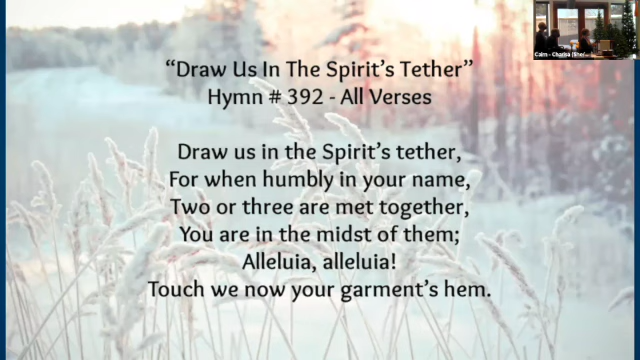 “Draw Us In The Spirit’s Tether”
Hymn # 392 - All Verses
Draw us in the Spirit’s tether,
For when humbly in your name,
Two or three are met together,
You are in the midst of them;
Alleluia, alleluia!
Touch we now your garment’s hem.